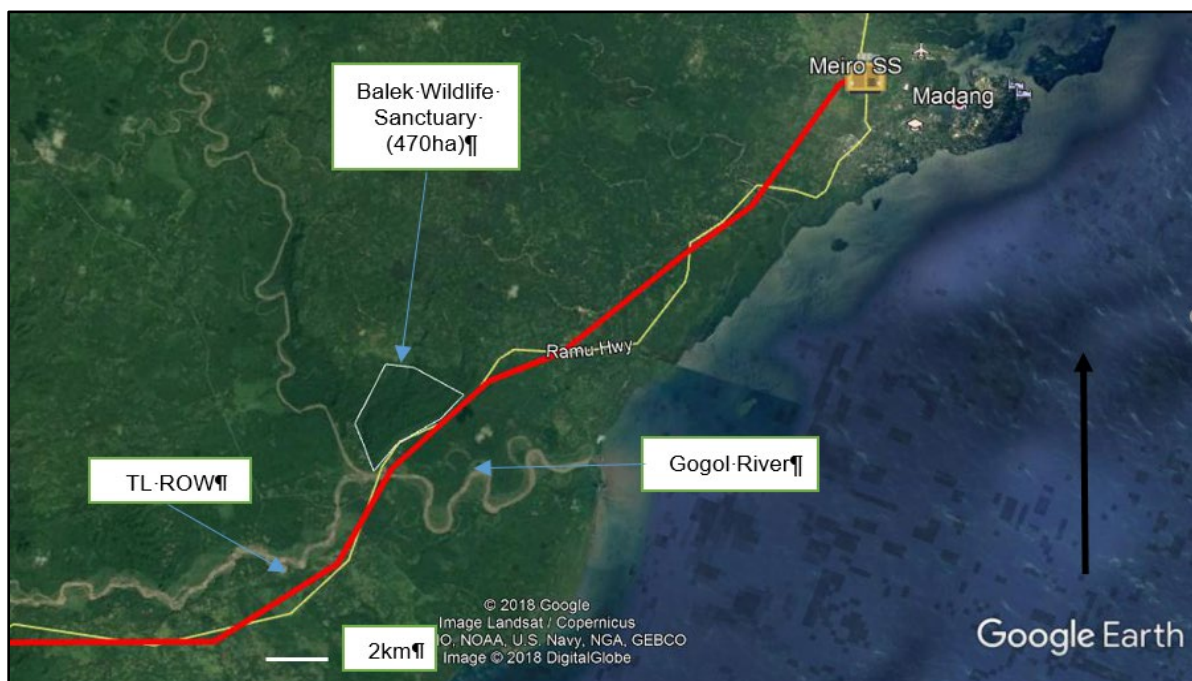 Meiro SS
Madang
Balek·Wildlife·
Sanctuary·
(470ha)¶
Ramu Hwy
Gogol·River¶
TL·ROW¶
© 2018 Google
Image Landsat / Copernicus
IO, NOAA, U.S. Navy, NGA, GEBCO
Image © 2018 DigitalGlobe
2km¶
Google Earth